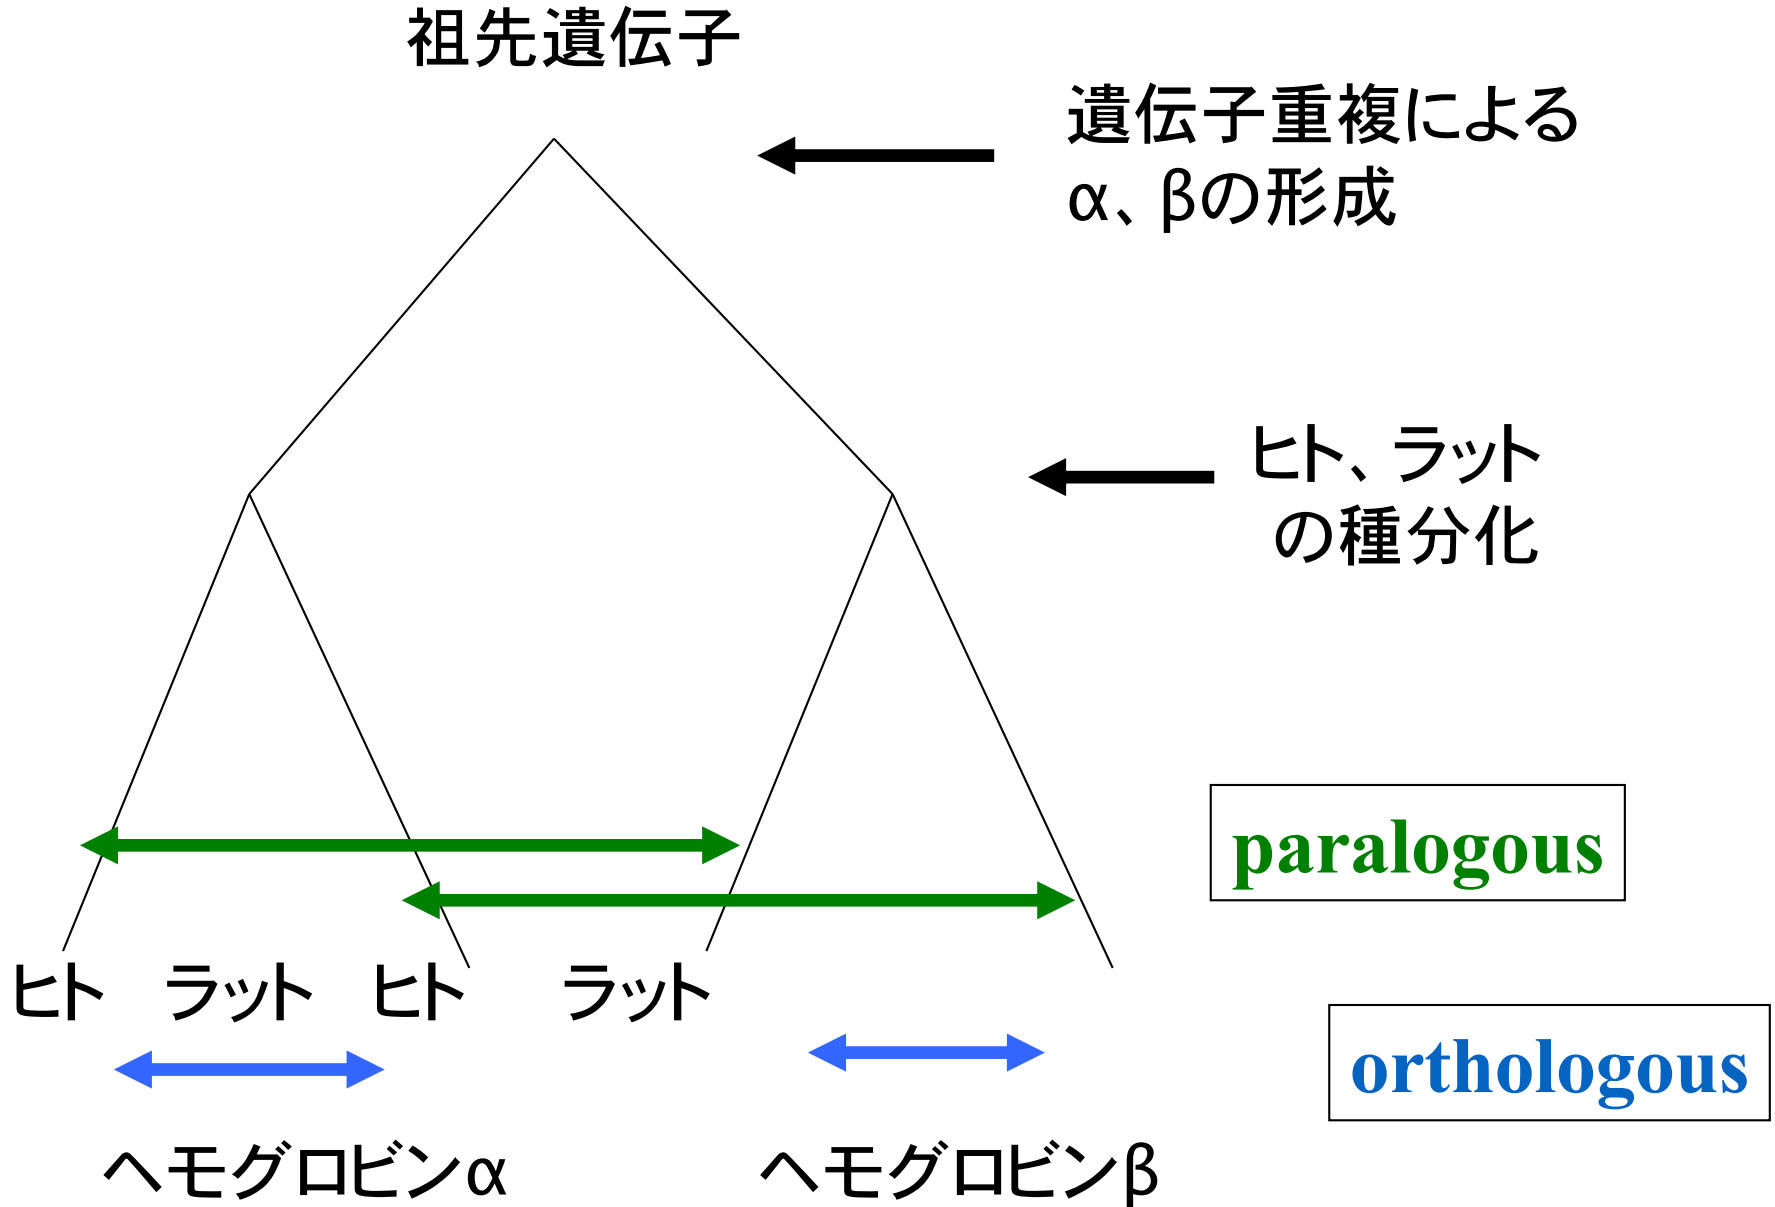 祖先遺伝子
遺伝子重複による
α、βの形成
ヒト、ラット
の種分化
paralogous
ヒト ラット ヒト ラット
orthologous
ヘモグロビンα ヘモグロビンβ